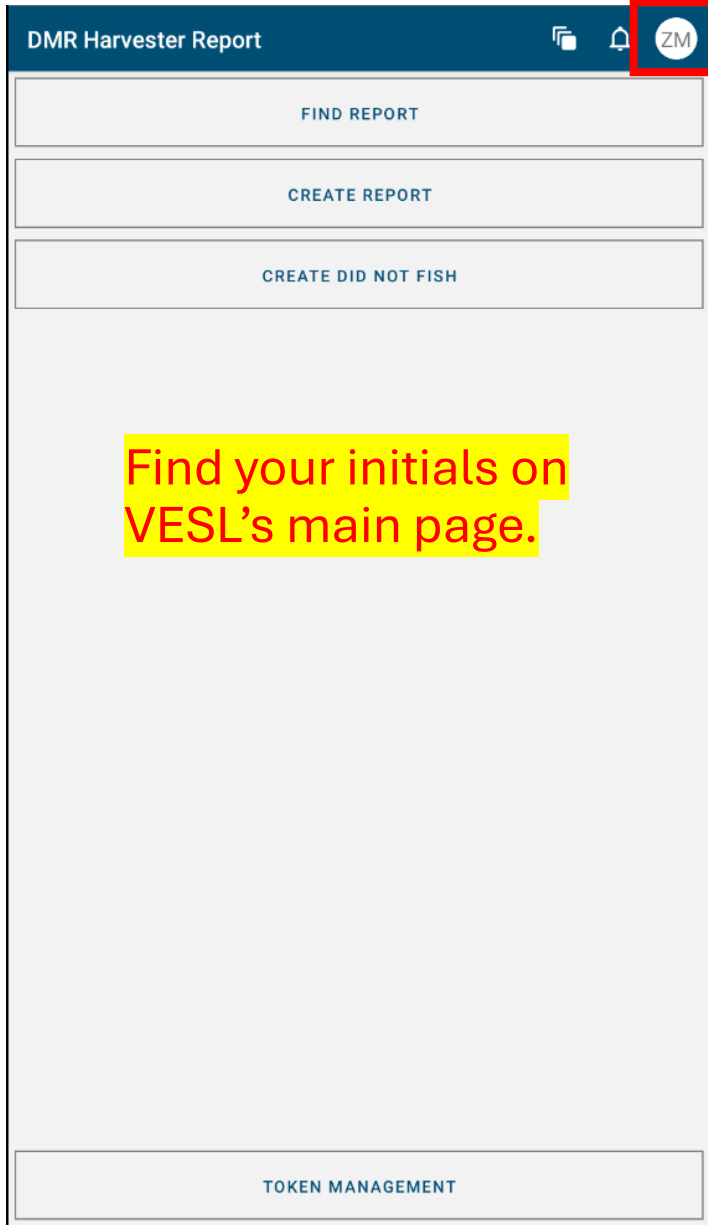 DMR Harvester Report
ZM
FIND REPORT
CREATE REPORT
CREATE DID NOT FISH
Find your initials on
VESL’s main page.
TOKEN MANAGEMENT